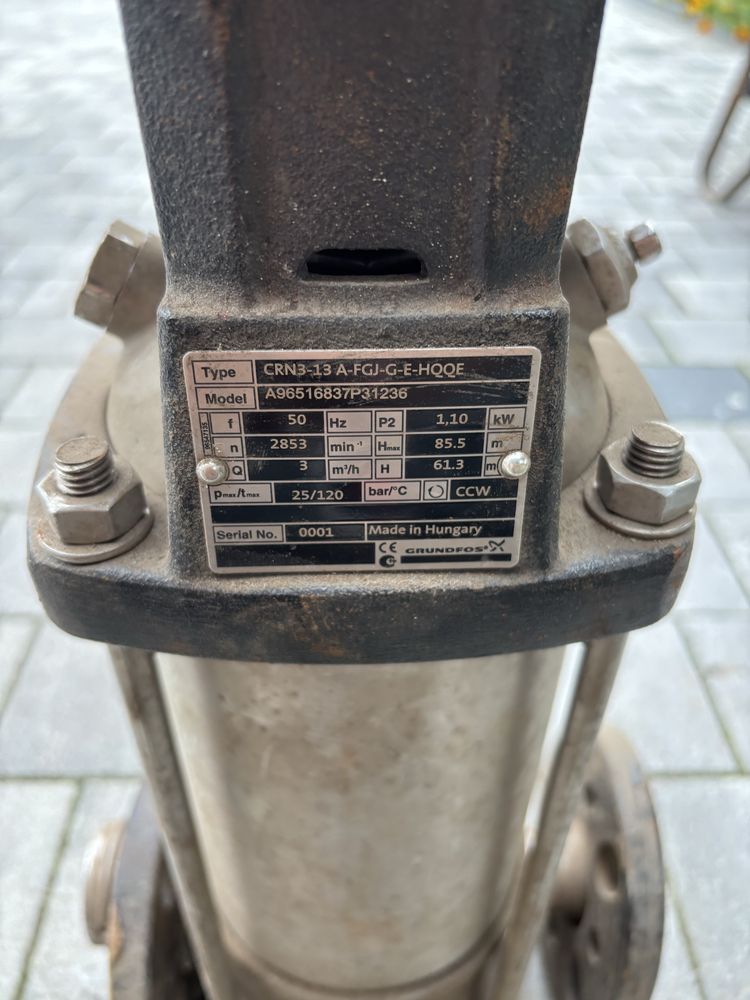 Type CRN3-13 A-FGJ-G-E-HQQE
Model A96516837P31236
f 50 Hz P2 1,10 kW
n 2853 min⁻¹ Hmax 85.5 m
Q 3 m³/h H 61.3 m
pmax/tmax 25/120 bar/°C CCW
Serial No. 0001 Made in Hungary
CE GRUNDFOS